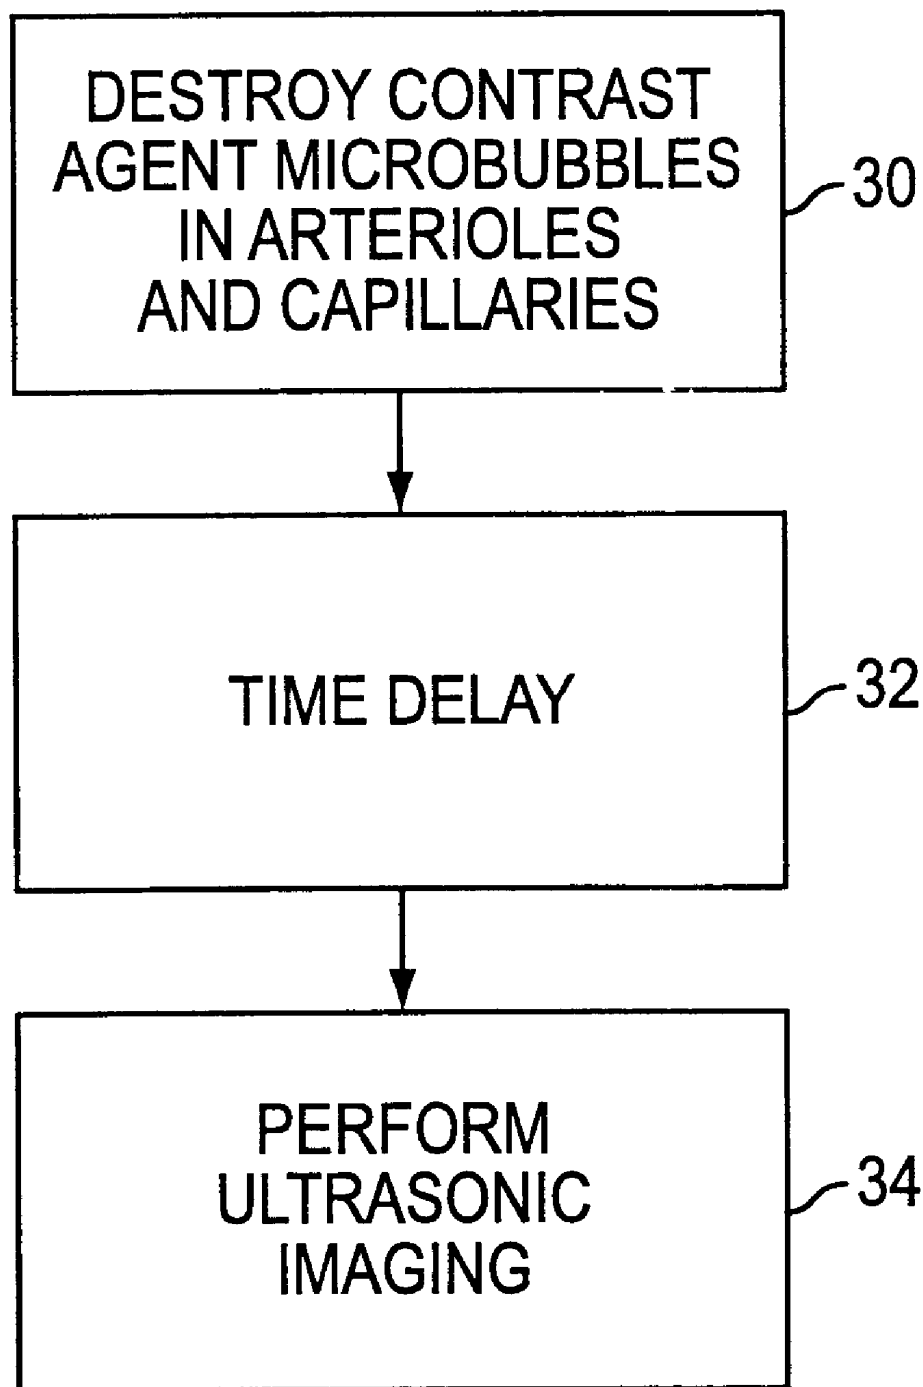 DESTROY CONTRAST
AGENT MICROBUBBLES
IN ARTERIOLES
AND CAPILLARIES
30
TIME DELAY
32
PERFORM
ULTRASONIC
IMAGING
34